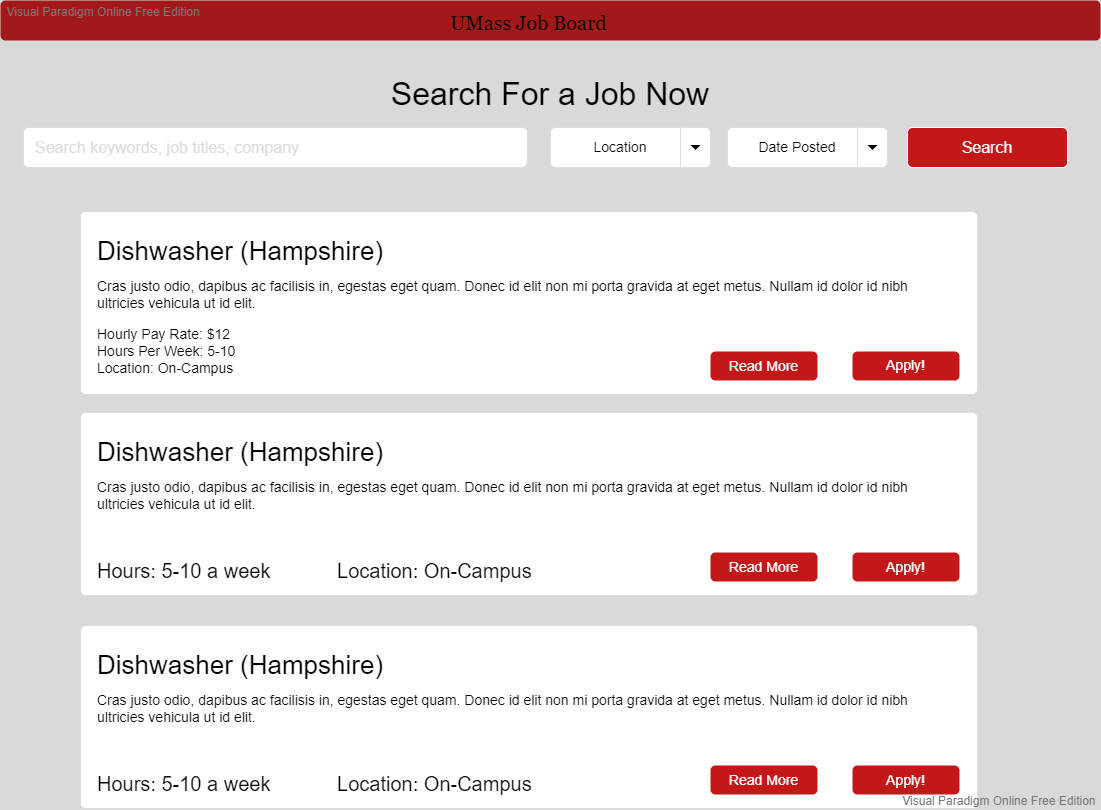 Visual Paradigm Online Free Edition
UMass Job Board
Search For a Job Now
Search keywords, job titles, company
Location
Date Posted
Search
Dishwasher (Hampshire)
Cras justo odio, dapibus ac facilisis in, egestas eget quam. Donec id elit non mi porta gravida at eget metus. Nullam id dolor id nibh
ultricies vehicula ut id elit.
Hourly Pay Rate: $12
Hours Per Week: 5-10
Location: On-Campus
Read More
Apply!
Dishwasher (Hampshire)
Cras justo odio, dapibus ac facilisis in, egestas eget quam. Donec id elit non mi porta gravida at eget metus. Nullam id dolor id nibh
ultricies vehicula ut id elit.
Hours: 5-10 a week
Location: On-Campus
Read More
Apply!
Dishwasher (Hampshire)
Cras justo odio, dapibus ac facilisis in, egestas eget quam. Donec id elit non mi porta gravida at eget metus. Nullam id dolor id nibh
ultricies vehicula ut id elit.
Hours: 5-10 a week
Location: On-Campus
Read More
Apply!
Visual Paradigm Online Free Edition